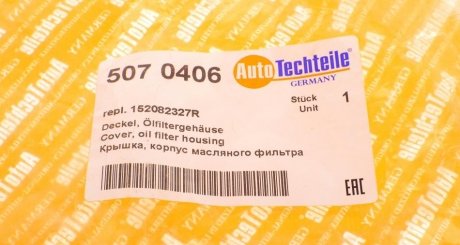 507 0406
AutoTechteile®
GERMANY
Stück
Unit 1
repl. 152082327R
Deckel, Ölfiltergehäuse
Cover, oil filter housing
Крышка, корпус масляного фильтра
EAC